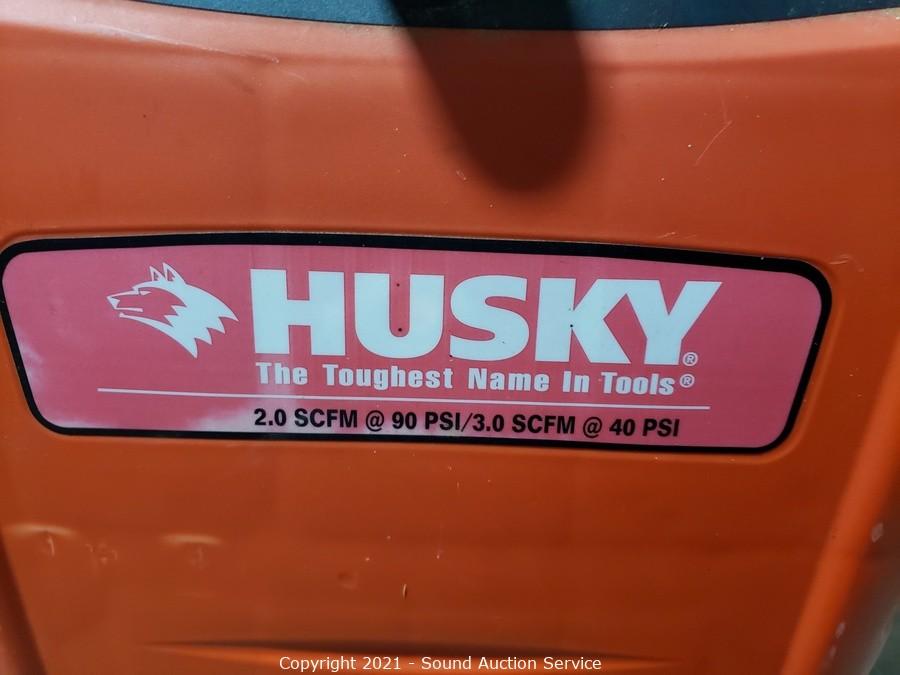 HUSKY®
The Toughest Name In Tools®
2.0 SCFM @ 90 PSI/3.0 SCFM @ 40 PSI
Copyright 2021 - Sound Auction Service